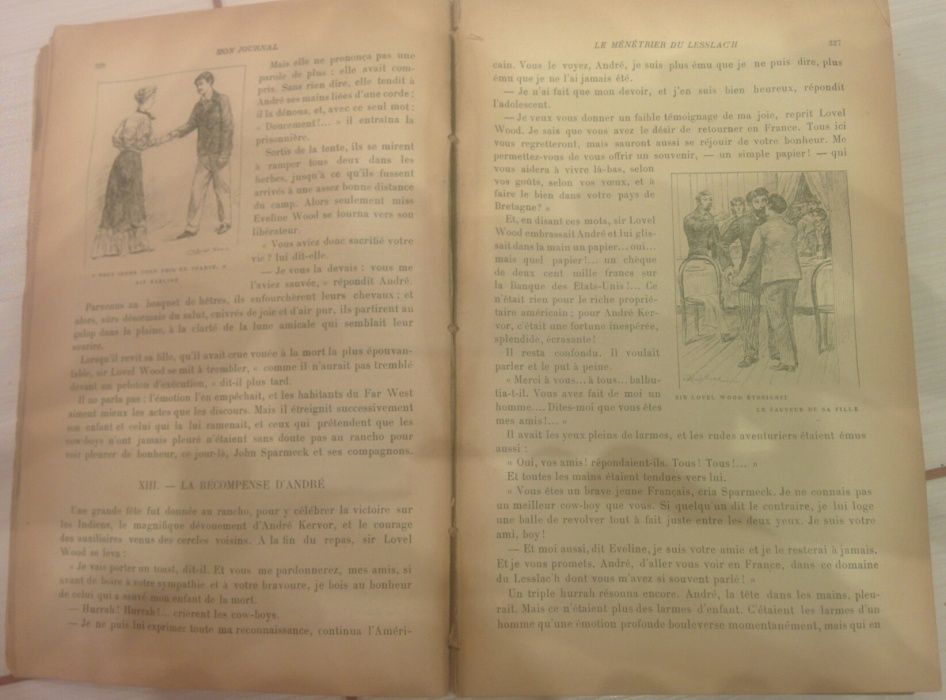 MON JOURNAL
Mais elle ne prononça pas une
parole de plus : elle avait com-
pris. Sans rien dire, elle tendit à
André ses mains liées d'une corde ;
il la dénoua, et, avec ce seul mot :
« Doucement !... » il entraîna la
prisonnière.
Sortis de la tente, ils se mirent
à ramper tous deux dans les
herbes, jusqu'à ce qu'ils fussent
arrivés à une assez bonne distance
du camp. Alors seulement miss
Eveline Wood se tourna vers son
libérateur.
« Vous aviez donc sacrifié votre
vie ? lui dit-elle.
— Je vous la devais : vous me
l'aviez sauvée, » répondit André.
DIT EVELINE
Parvenus au bouquet de hêtres, ils enfourchèrent leurs chevaux ; et
alors, sûrs désormais du salut, enivrés de joie et d'air pur, ils partirent au
galop dans la plaine, à la clarté de la lune amicale qui semblait leur
sourire.
Lorsqu'il revit sa fille, qu'il avait crue vouée à la mort la plus épouvan-
table, sir Lovel Wood se mit à trembler, « comme il n'aurait pas tremblé
devant un peloton d'exécution, » dit-il plus tard.
Il ne parla pas : l'émotion l'en empêchait, et les habitants du Far West
aiment mieux les actes que les discours. Mais il étreignit successivement
son enfant et celui qui la lui ramenait, et ceux qui prétendent que les
cow-boys n'ont jamais pleuré n'étaient sans doute pas au rancho pour
voir pleurer de bonheur, ce jour-là, John Sparmeck et ses compagnons.
XIII. — LA RÉCOMPENSE D'ANDRÉ
Une grande fête fut donnée au rancho, pour y célébrer la victoire sur
les Indiens, le magnifique dévouement d'André Kervor, et le courage
des auxiliaires venus des cercles voisins. A la fin du repas, sir Lovel
Wood se leva :
« Je vais porter un toast, dit-il. Et vous me pardonnerez, mes amis, si
avant de boire à votre sympathie et à votre bravoure, je bois au bonheur
de celui qui a sauvé mon enfant de la mort.
— Hurrah ! Hurrah !... crièrent les cow-boys.
— Je ne puis lui exprimer toute ma reconnaissance, continua l'Améri-
LE MÉNÉTRIER DU LESSLAC'H 327
cain. Vous le voyez, André, je suis plus ému que je ne puis dire, plus
ému que je ne l'ai jamais été.
— Je n'ai fait que mon devoir, et j'en suis bien heureux, répondit
l'adolescent.
— Je veux vous donner un faible témoignage de ma joie, reprit Lovel
Wood. Je sais que vous avez le désir de retourner en France. Tous ici
vous regretteront, mais sauront aussi se réjouir de votre bonheur. Me
permettez-vous de vous offrir un souvenir, — un simple papier ! — qui
vous aidera à vivre là-bas, selon
vos goûts, selon vos vœux, et à
faire le bien dans votre pays de
Bretagne ? »
Et, en disant ces mots, sir Lovel
Wood embrassait André et lui glis-
sait dans la main un papier... oui...
mais quel papier !... un chèque
de deux cent mille francs sur
la Banque des Etats-Unis !... Ce
n'était rien pour le riche proprié-
taire américain ; pour André Ker-
vor, c'était une fortune inespérée,
splendide, écrasante !
Il resta confondu. Il voulait
parler et le put à peine.
« Merci à vous... à tous... balbu-
tia-t-il. Vous avez fait de moi un
homme.... Dites-moi que vous êtes
mes amis !... »
SIR LOVEL WOOD ÉTREIGNIT
LE SAUVEUR DE SA FILLE
Il avait les yeux pleins de larmes, et les rudes aventuriers étaient émus
aussi :
« Oui, vos amis ! répondaient-ils. Tous ! Tous !... »
Et toutes les mains étaient tendues vers lui.
« Vous êtes un brave jeune Français, cria Sparmeck. Je ne connais pas
un meilleur cow-boy que vous. Si quelqu'un dit le contraire, je lui loge
une balle de revolver tout à fait juste entre les deux yeux. Je suis votre
ami, boy !
— Et moi aussi, dit Eveline, je suis votre amie et je le resterai à jamais.
Et je vous promets, André, d'aller vous voir en France, dans ce domaine
du Lesslac'h dont vous m'avez si souvent parlé ! »
Un triple hurrah résonna encore. André, la tête dans les mains, pleu-
rait. Mais ce n'étaient plus des larmes d'enfant. C'étaient les larmes d'un
homme qu'une émotion profonde bouleverse momentanément, mais qui en